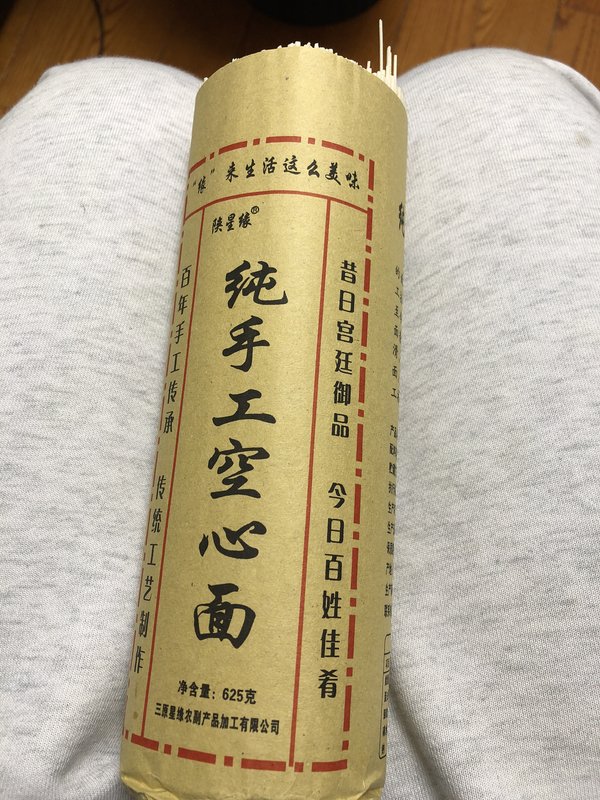 “缘”来生活这么美味
陕星缘®
纯手工空心面
昔日宫廷御品 今日百姓佳肴
百年手工传承 传统工艺制作
净含量：625克
三原星缘农副产品加工有限公司